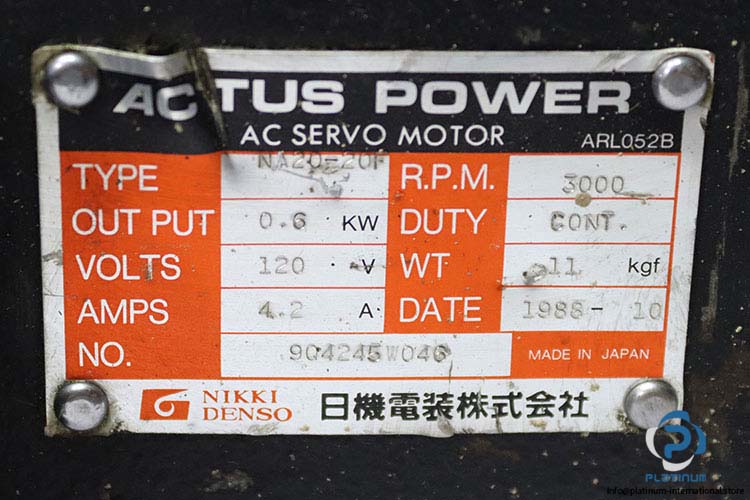 ACTUS POWER
AC SERVO MOTOR ARL052B
TYPE NA20-20F R.P.M. 3000
OUT PUT 0.6 KW DUTY CONT.
VOLTS 120 V WT 11 kgf
AMPS 4.2 A DATE 1988-10
NO. 904245W046 MADE IN JAPAN
NIKKI
DENSO 日機電装株式会社
PLATINUM
info@platinum-international.store